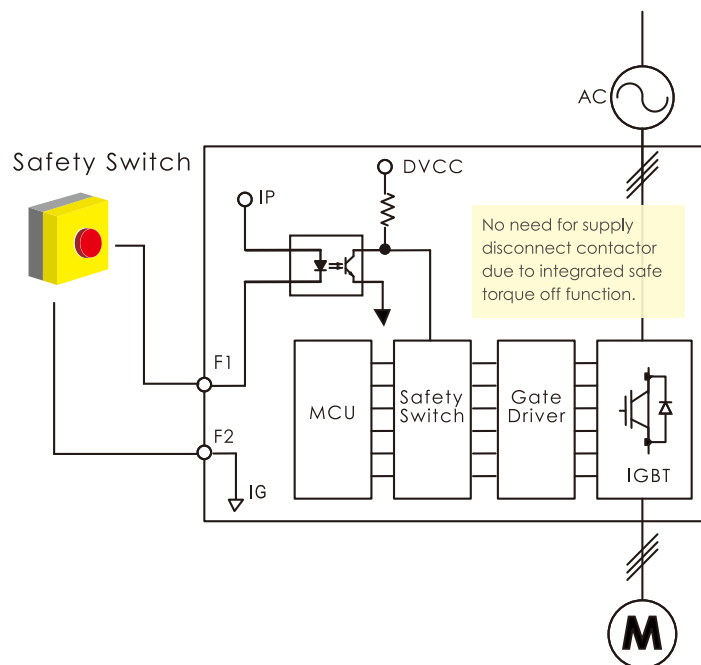 AC
Safety Switch
DVCC
IP
No need for supply
disconnect contactor
due to integrated safe
torque off function.
F1
MCU
Safety
Switch
Gate
Driver
F2
IG
IGBT
M